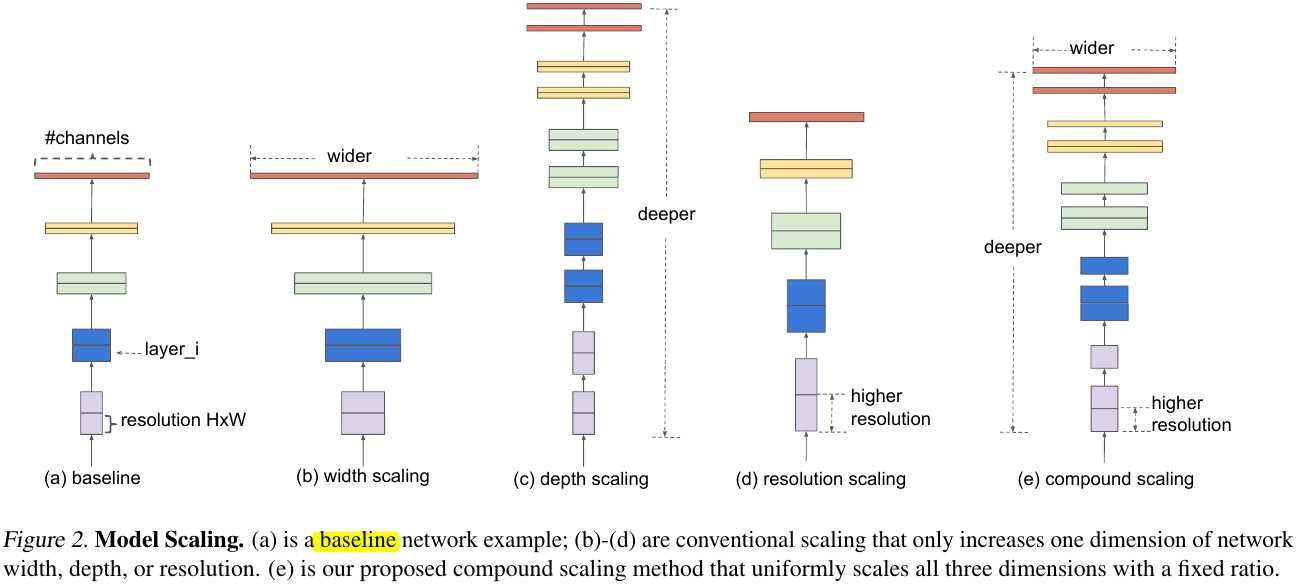 #channels
layer_i
resolution HxW
(a) baseline
wider
(b) width scaling
deeper
(c) depth scaling
higher
resolution
(d) resolution scaling
wider
deeper
higher
resolution
(e) compound scaling
Figure 2. Model Scaling. (a) is a baseline network example; (b)-(d) are conventional scaling that only increases one dimension of network
width, depth, or resolution. (e) is our proposed compound scaling method that uniformly scales all three dimensions with a fixed ratio.